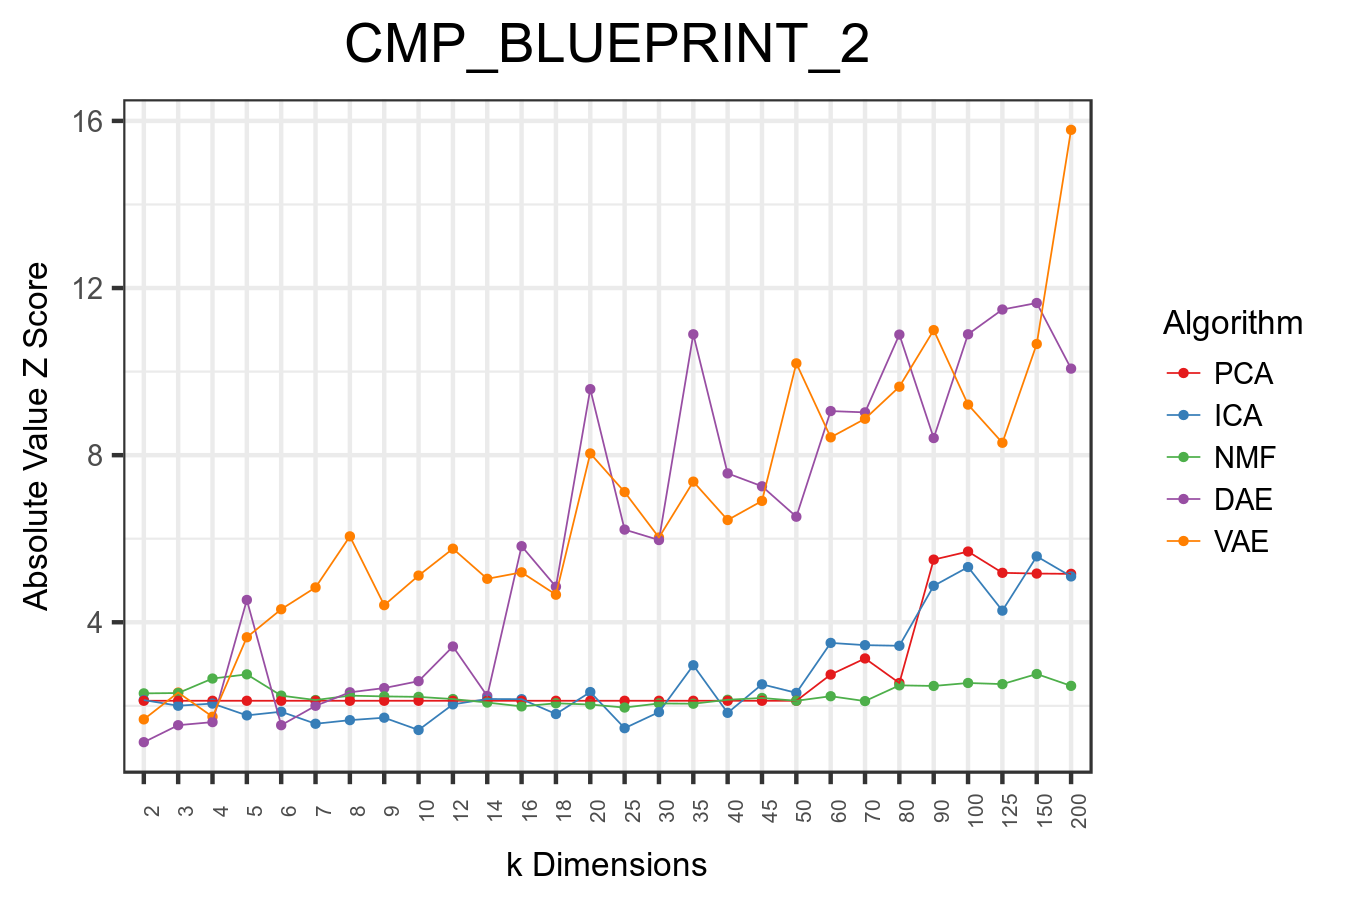 CMP_BLUEPRINT_2
Absolute Value Z Score
16
12
8
4
2 3 4 5 6 7 8 9 10 12 14 16 18 20 25 30 35 40 45 50 60 70 80 90 100 125 150 200
k Dimensions
Algorithm
PCA
ICA
NMF
DAE
VAE